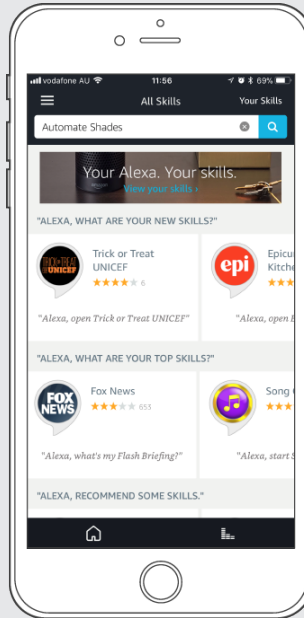 vodafone AU 11:56 69%
All Skills Your Skills
Automate Shades
Your Alexa. Your skills.
View your skills ›
"ALEXA, WHAT ARE YOUR NEW SKILLS?"
TRICK OR TREAT
UNICEF
Trick or Treat
UNICEF
6
epi
Epicu
Kitche
"Alexa, open Trick or Treat UNICEF"
"Alexa, open E
"ALEXA, WHAT ARE YOUR TOP SKILLS?"
FOX
NEWS
Fox News
653
Song
"Alexa, what's my Flash Briefing?"
"Alexa, start S
"ALEXA, RECOMMEND SOME SKILLS."